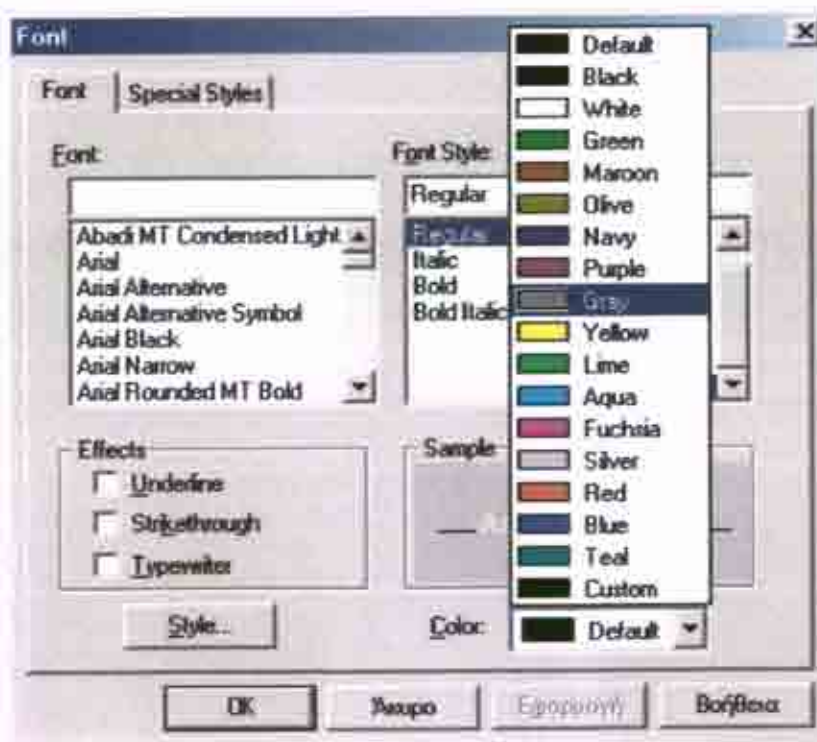 Font
Font
Special Styles
Font:
Abadi MT Condensed Light
Arial
Arial Alternative
Arial Alternative Symbol
Arial Black
Arial Narrow
Arial Rounded MT Bold
Font Style:
Regular
Regular
Italic
Bold
Bold Italic
Default
Black
White
Green
Maroon
Olive
Navy
Purple
Gray
Yellow
Lime
Aqua
Fuchsia
Silver
Red
Blue
Teal
Custom
Effects
Underline
Strikethrough
Typewriter
Sample
Style...
Color:
Default
OK
Άκυρο
Εφαρμογή
Βοήθεια